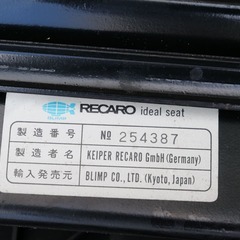 RECARO ideal seat
製造番号 № 254387
製造者名 KEIPER RECARO GmbH (Germany)
輸入発売元 BLIMP CO., LTD. (Kyoto, Japan)